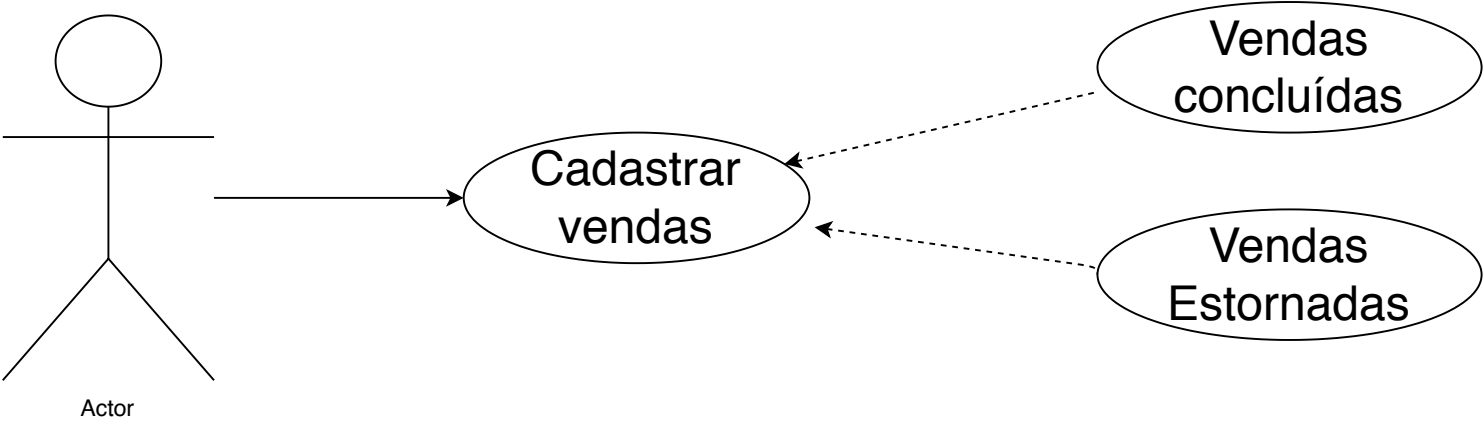 Vendas
concluídas
Cadastrar
vendas
Vendas
Estornadas
Actor